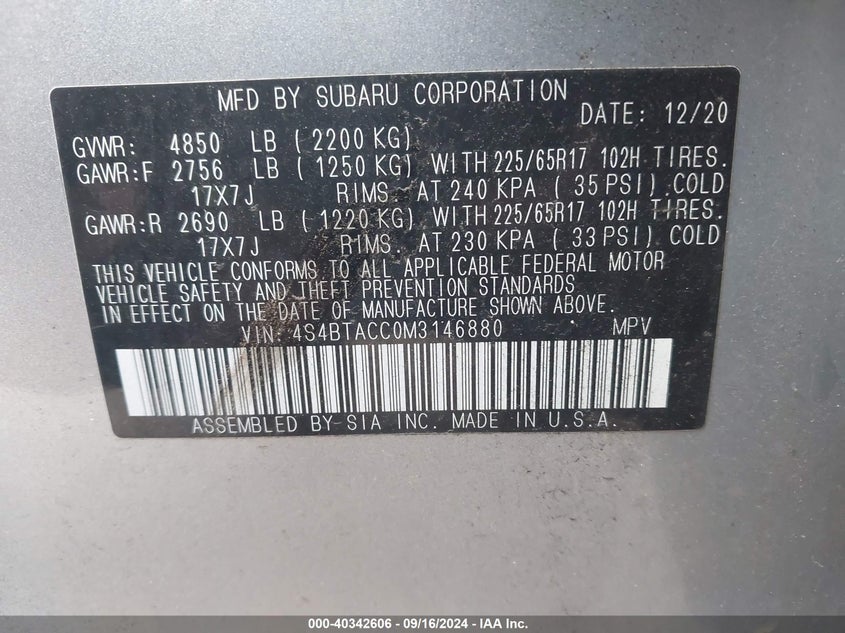 MFD BY SUBARU CORPORATION
DATE: 12/20
GVWR: 4850 LB ( 2200 KG)
GAWR:F 2756 LB ( 1250 KG) WITH 225/65R17 102H TIRES.
17X7J RIMS. AT 240 KPA ( 35 PSI) COLD
GAWR:R 2690 LB ( 1220 KG) WITH 225/65R17 102H TIRES.
17X7J RIMS. AT 230 KPA ( 33 PSI) COLD
THIS VEHICLE CONFORMS TO ALL APPLICABLE FEDERAL MOTOR
VEHICLE SAFETY AND THEFT PREVENTION STANDARDS
IN EFFECT ON THE DATE OF MANUFACTURE SHOWN ABOVE.
VIN: 4S4BTACC0M3146880 MPV
ASSEMBLED BY SIA INC. MADE IN U.S.A.
000-40342606 - 09/16/2024 - IAA Inc.